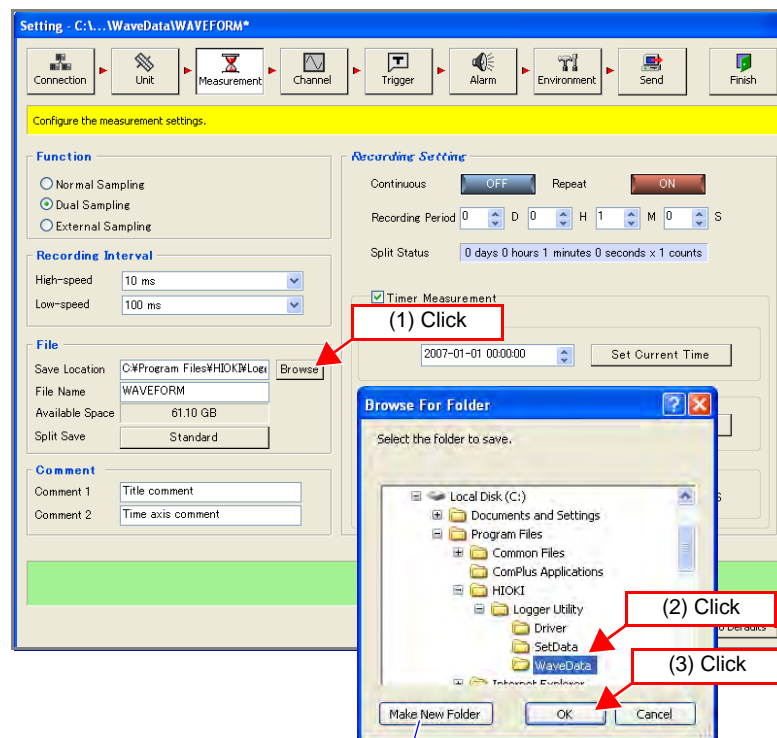 Setting - C:\...\WaveData\WAVEFORM*
Connection Unit Measurement Channel Trigger Alarm Environment Send Finish
Configure the measurement settings.
Function
Normal Sampling
Dual Sampling
External Sampling
Recording Interval
High-speed 10 ms
Low-speed 100 ms
File
Save Location C:¥Program Files¥HIOKI¥Logg Browse
File Name WAVEFORM
Available Space 61.10 GB
Split Save Standard
Comment
Comment 1 Title comment
Comment 2 Time axis comment
Recording Setting
Continuous OFF Repeat ON
Recording Period 0 D 0 H 1 M 0 S
Split Status 0 days 0 hours 1 minutes 0 seconds x 1 counts
Timer Measurement
(1) Click
2007-01-01 00:00:00 Set Current Time
Browse For Folder
Select the folder to save.
Local Disk (C:)
Documents and Settings
Program Files
Common Files
ComPlus Applications
HIOKI
Logger Utility
Driver
SetData
WaveData
Internet Explorer
(2) Click
(3) Click
Make New Folder OK Cancel
S
o Defaults